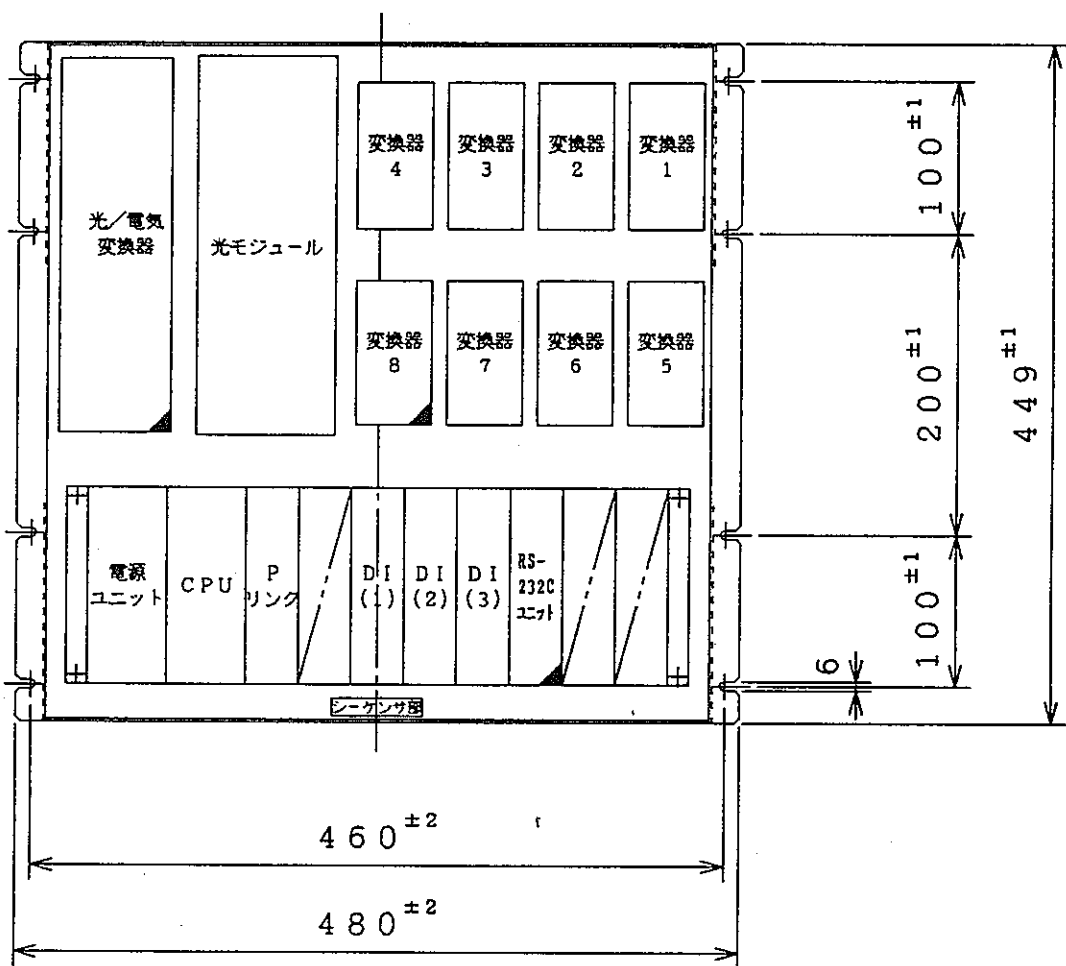 変換器
4
変換器
3
変換器
2
変換器
1
光/電気
変換器
光モジュール
変換器
8
変換器
7
変換器
6
変換器
5
電源
ユニット
CPU
P
リンク
DI
(1)
DI
(2)
DI
(3)
RS-
232C
ユニット
シーケンサ部
100±1
200±1
449±1
100±1
6
460±2
480±2